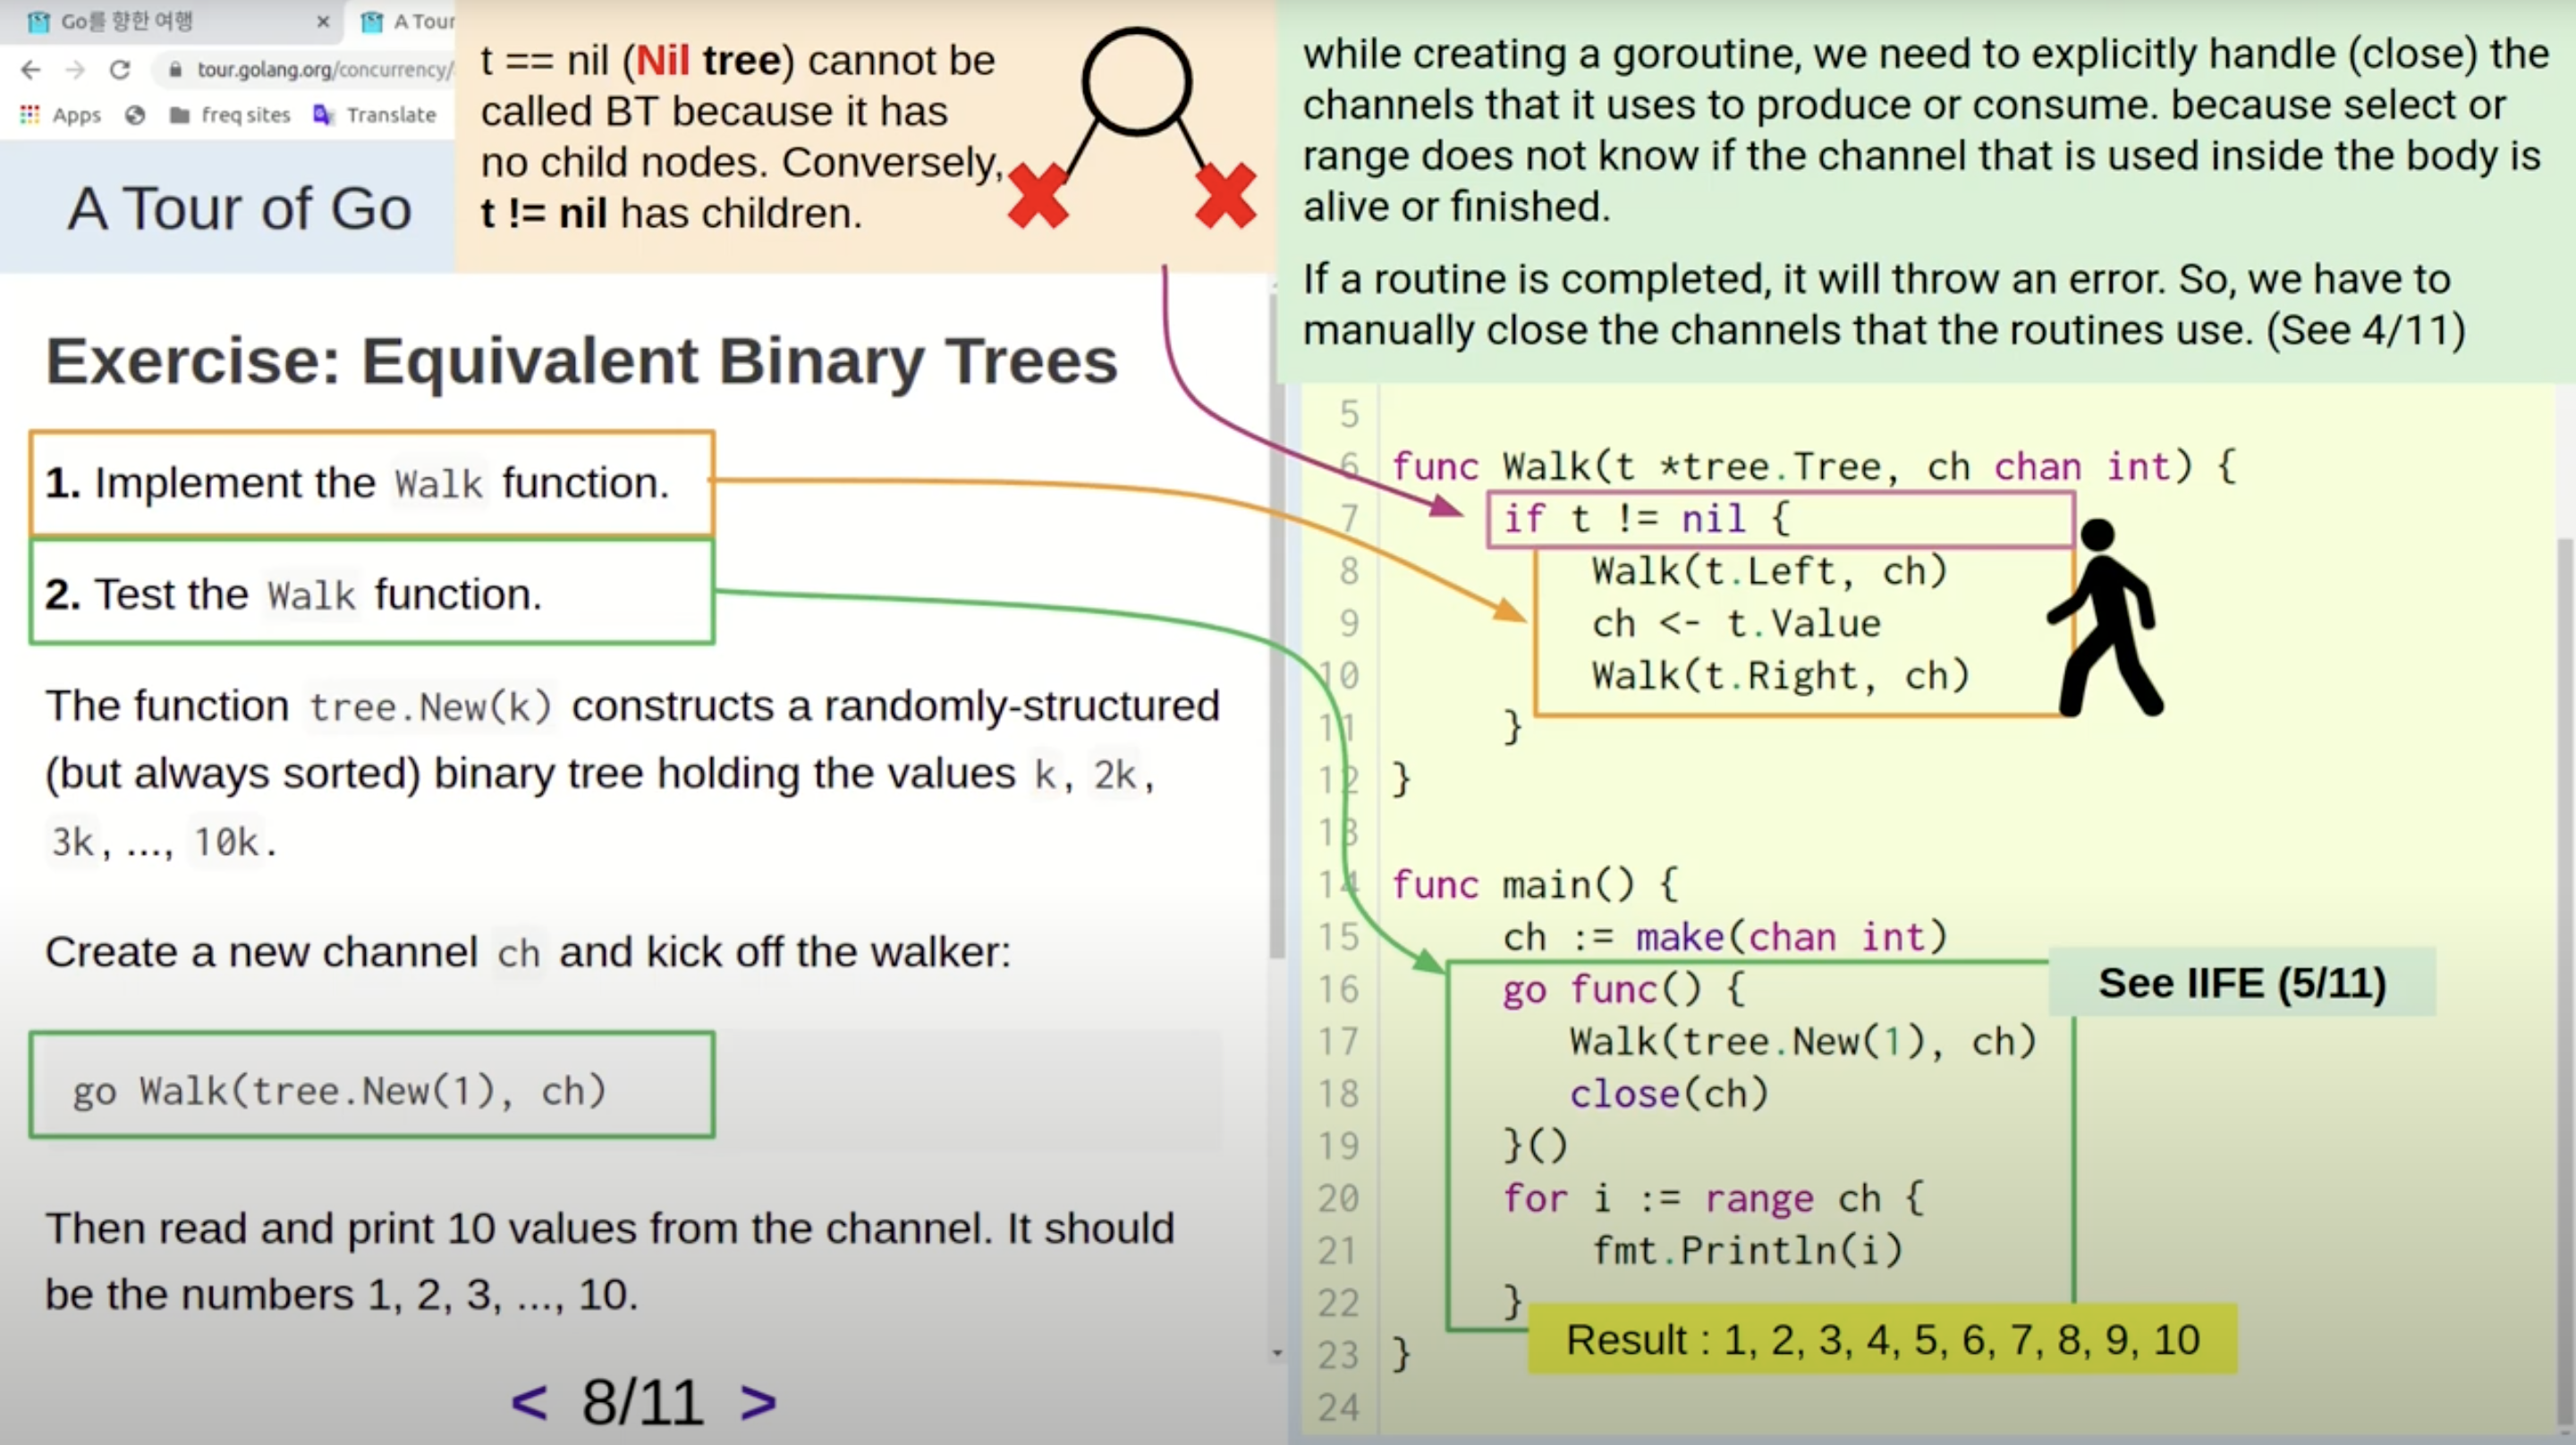 Go를 향한 여행
A Tour
tour.golang.org/concurrency/
Apps
freq sites
Translate
A Tour of Go
t == nil (Nil tree) cannot be
called BT because it has
no child nodes. Conversely,
t != nil has children.
while creating a goroutine, we need to explicitly handle (close) the
channels that it uses to produce or consume. because select or
range does not know if the channel that is used inside the body is
alive or finished.
If a routine is completed, it will throw an error. So, we have to
manually close the channels that the routines use. (See 4/11)
Exercise: Equivalent Binary Trees
1. Implement the Walk function.
2. Test the Walk function.
The function tree.New(k) constructs a randomly-structured
(but always sorted) binary tree holding the values k, 2k,
3k, ..., 10k.
Create a new channel ch and kick off the walker:
go Walk(tree.New(1), ch)
Then read and print 10 values from the channel. It should
be the numbers 1, 2, 3, ..., 10.
< 8/11 >
5
6 func Walk(t *tree.Tree, ch chan int) {
7 if t != nil {
8 Walk(t.Left, ch)
9 ch <- t.Value
10 Walk(t.Right, ch)
11 }
12 }
13
14 func main() {
15 ch := make(chan int)
16 go func() {
17 Walk(tree.New(1), ch)
18 close(ch)
19 }()
20 for i := range ch {
21 fmt.Println(i)
22 }
23 }
24
See IIFE (5/11)
Result : 1, 2, 3, 4, 5, 6, 7, 8, 9, 10